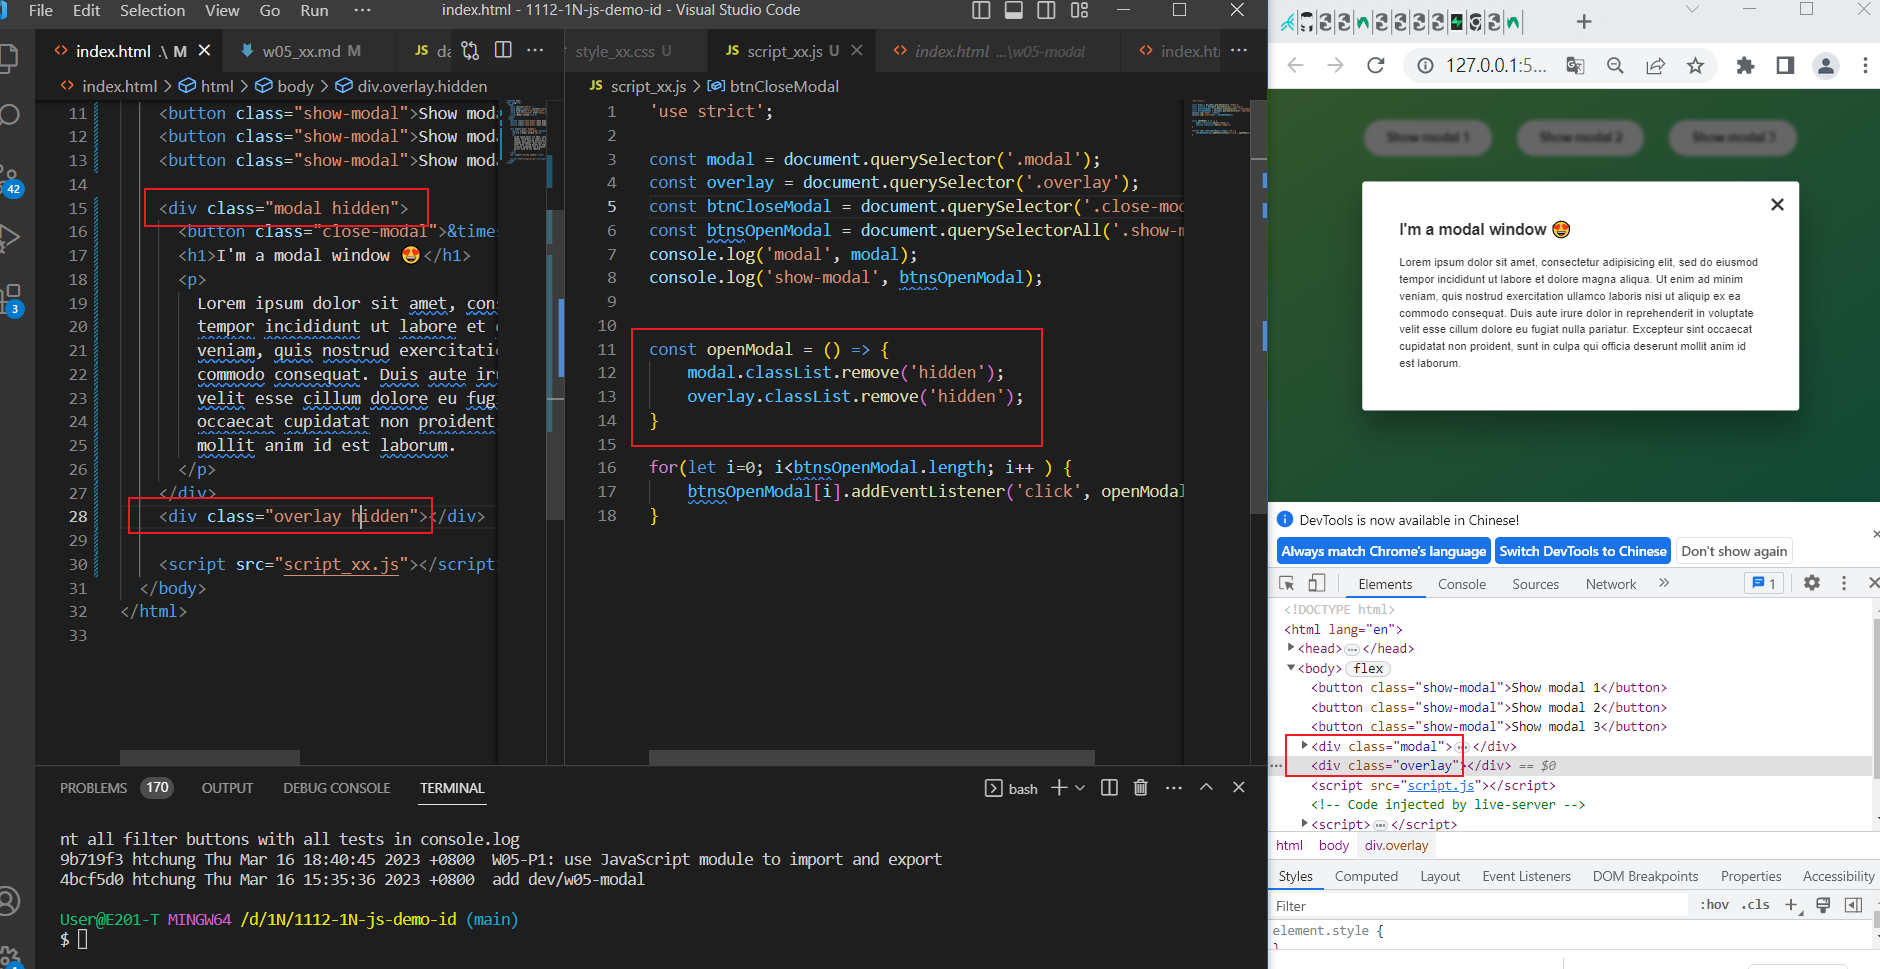 File Edit Selection View Go Run ··· index.html - 1112-1N-js-demo-id - Visual Studio Code
index.html .\ M w05_xx.md M JS da
index.html > html > body > div.overlay.hidden
11 <button class="show-modal">Show mod
12 <button class="show-modal">Show mod
13 <button class="show-modal">Show mod
14
15 <div class="modal hidden">
16 <button class="close-modal">&times
17 <h1>I'm a modal window 😍</h1>
18 <p>
19 Lorem ipsum dolor sit amet, con
20 tempor incididunt ut labore et
21 veniam, quis nostrud exercitati
22 commodo consequat. Duis aute iru
23 velit esse cillum dolore eu fugi
24 occaecat cupidatat non proident
25 mollit anim id est laborum.
26 </p>
27 </div>
28 <div class="overlay hidden"></div>
29
30 <script src="script_xx.js"></script
31 </body>
32 </html>
33
style_xx.css U JS script_xx.js U index.html ...\w05-modal index.ht
JS script_xx.js > btnCloseModal
1 'use strict';
2
3 const modal = document.querySelector('.modal');
4 const overlay = document.querySelector('.overlay');
5 const btnCloseModal = document.querySelector('.close-mod
6 const btnsOpenModal = document.querySelectorAll('.show-m
7 console.log('modal', modal);
8 console.log('show-modal', btnsOpenModal);
9
10
11 const openModal = () => {
12 modal.classList.remove('hidden');
13 overlay.classList.remove('hidden');
14 }
15
16 for(let i=0; i<btnsOpenModal.length; i++ ) {
17 btnsOpenModal[i].addEventListener('click', openModal
18 }
42
3
PROBLEMS 170 OUTPUT DEBUG CONSOLE TERMINAL bash
nt all filter buttons with all tests in console.log
9b719f3 htchung Thu Mar 16 18:40:45 2023 +0800 W05-P1: use JavaScript module to import and export
4bcf5d0 htchung Thu Mar 16 15:35:36 2023 +0800 add dev/w05-modal
User@E201-T MINGW64 /d/1N/1112-1N-js-demo-id (main)
$
127.0.0.1:5...
Show modal 1 Show modal 2 Show modal 3
I'm a modal window 😍
Lorem ipsum dolor sit amet, consectetur adipisicing elit, sed do eiusmod
tempor incididunt ut labore et dolore magna aliqua. Ut enim ad minim
veniam, quis nostrud exercitation ullamco laboris nisi ut aliquip ex ea
commodo consequat. Duis aute irure dolor in reprehenderit in voluptate
velit esse cillum dolore eu fugiat nulla pariatur. Excepteur sint occaecat
cupidatat non proident, sunt in culpa qui officia deserunt mollit anim id
est laborum.
DevTools is now available in Chinese!
Always match Chrome's language Switch DevTools to Chinese Don't show again
Elements Console Sources Network » 1
<!DOCTYPE html>
<html lang="en">
<head>···</head>
<body> flex
<button class="show-modal">Show modal 1</button>
<button class="show-modal">Show modal 2</button>
<button class="show-modal">Show modal 3</button>
<div class="modal">···</div>
<div class="overlay"></div> == $0
<script src="script.js"></script>
<!-- Code injected by live-server -->
<script>···</script>
html body div.overlay
Styles Computed Layout Event Listeners DOM Breakpoints Properties Accessibility
Filter :hov .cls +
element.style {
}